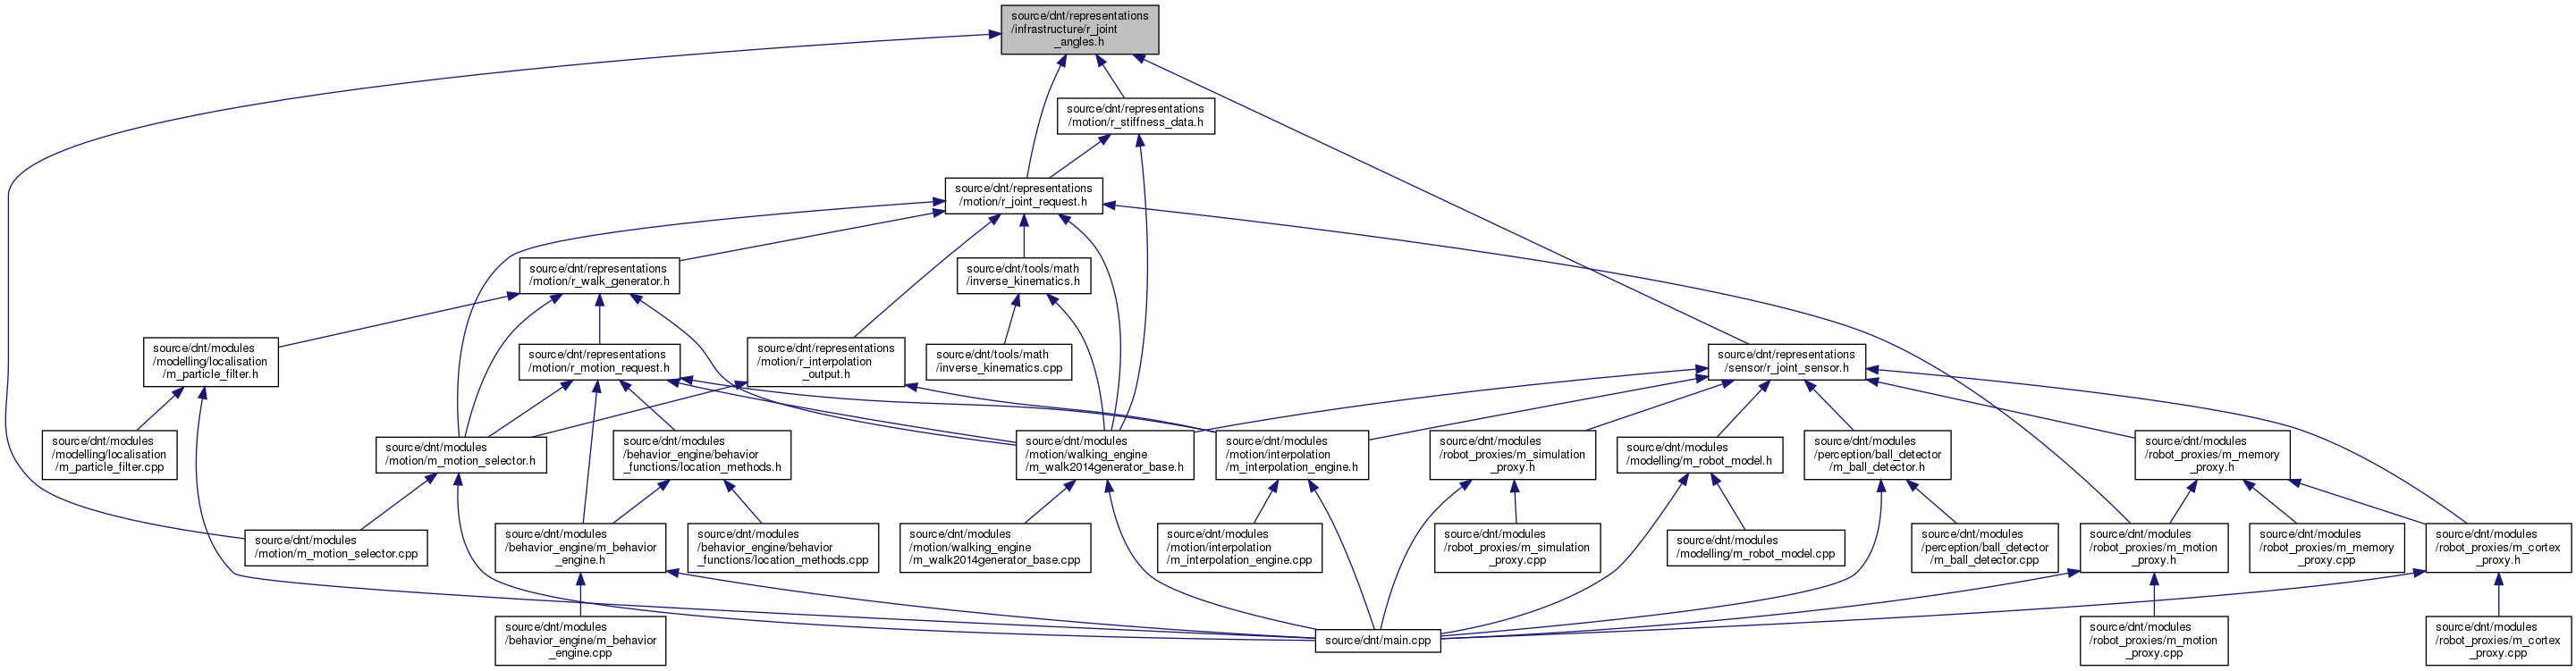 source/dnt/representations
/infrastructure/r_joint
_angles.h
source/dnt/representations
/motion/r_stiffness_data.h
source/dnt/representations
/motion/r_joint_request.h
source/dnt/representations
/motion/r_walk_generator.h
source/dnt/tools/math
/inverse_kinematics.h
source/dnt/modules
/modelling/localisation
/m_particle_filter.h
source/dnt/representations
/motion/r_motion_request.h
source/dnt/representations
/motion/r_interpolation
_output.h
source/dnt/tools/math
/inverse_kinematics.cpp
source/dnt/representations
/sensor/r_joint_sensor.h
source/dnt/modules
/modelling/localisation
/m_particle_filter.cpp
source/dnt/modules
/motion/m_motion_selector.h
source/dnt/modules
/behavior_engine/behavior
_functions/location_methods.h
source/dnt/modules
/motion/walking_engine
/m_walk2014generator_base.h
source/dnt/modules
/motion/interpolation
/m_interpolation_engine.h
source/dnt/modules
/robot_proxies/m_simulation
_proxy.h
source/dnt/modules
/modelling/m_robot_model.h
source/dnt/modules
/perception/ball_detector
/m_ball_detector.h
source/dnt/modules
/robot_proxies/m_memory
_proxy.h
source/dnt/modules
/motion/m_motion_selector.cpp
source/dnt/modules
/behavior_engine/m_behavior
_engine.h
source/dnt/modules
/behavior_engine/behavior
_functions/location_methods.cpp
source/dnt/modules
/motion/walking_engine
/m_walk2014generator_base.cpp
source/dnt/modules
/motion/interpolation
/m_interpolation_engine.cpp
source/dnt/modules
/robot_proxies/m_simulation
_proxy.cpp
source/dnt/modules
/modelling/m_robot_model.cpp
source/dnt/modules
/perception/ball_detector
/m_ball_detector.cpp
source/dnt/modules
/robot_proxies/m_motion
_proxy.h
source/dnt/modules
/robot_proxies/m_memory
_proxy.cpp
source/dnt/modules
/robot_proxies/m_cortex
_proxy.h
source/dnt/modules
/behavior_engine/m_behavior
_engine.cpp
source/dnt/main.cpp
source/dnt/modules
/robot_proxies/m_motion
_proxy.cpp
source/dnt/modules
/robot_proxies/m_cortex
_proxy.cpp